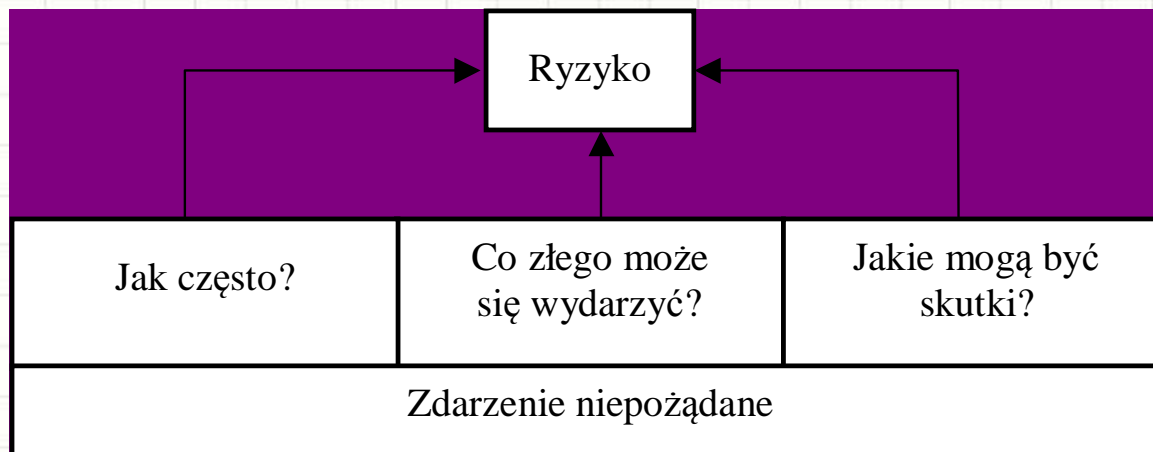 Ryzyko
Jak często?
Co złego może
się wydarzyć?
Jakie mogą być
skutki?
Zdarzenie niepożądane